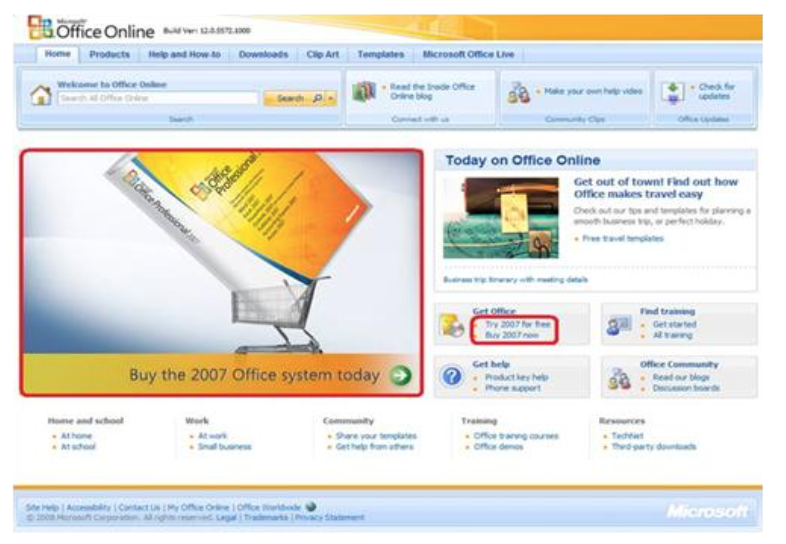 Microsoft
Office Online Build Ver: 12.0.5572.1000
Home Products Help and How-to Downloads Clip Art Templates Microsoft Office Live
Welcome to Office Online
Search All Office Online
Search
Search
Read the Inside Office
Online blog
Connect with us
Make your own help video
Community Clips
Check for
updates
Office Updates
Office Professional 2007
Office
Professional 2007
Buy the 2007 Office system today
Today on Office Online
Get out of town! Find out how
Office makes travel easy
Check out our tips and templates for planning a
smooth business trip, or perfect holiday.
Free travel templates
Business trip itinerary with meeting details
Get Office
Try 2007 for free
Buy 2007 now
Find training
Get started
All training
Get help
Product key help
Phone support
Office Community
Read our blogs
Discussion boards
Home and school
At home
At school
Work
At work
Small business
Community
Share your templates
Get help from others
Training
Office training courses
Office demos
Resources
TechNet
Third-party downloads
Site Help | Accessibility | Contact Us | My Office Online | Office Worldwide
© 2008 Microsoft Corporation. All rights reserved. Legal | Trademarks | Privacy Statement
Microsoft